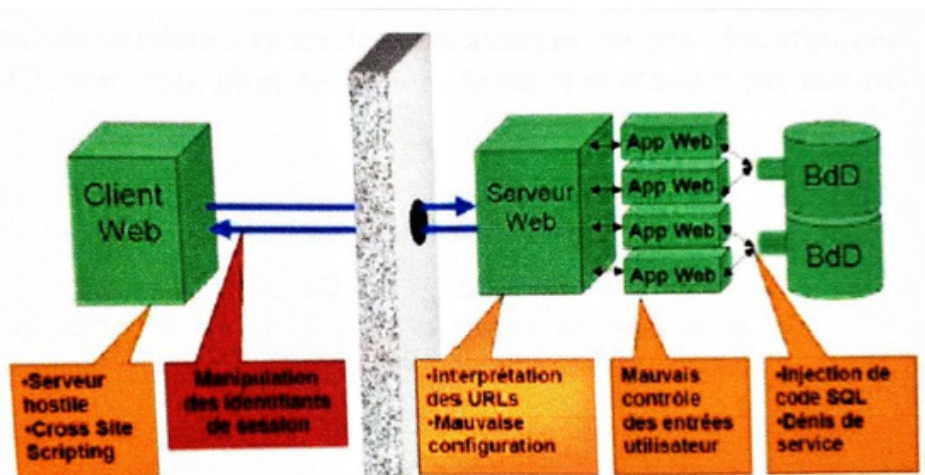 Client
Web
Serveur
Web
App Web
App Web
App Web
App Web
BdD
BdD
•Serveur
hostile
•Cross Site
Scripting
Manipulation
des identifiants
de session
•Interprétation
des URLs
•Mauvaise
configuration
Mauvais
contrôle
des entrées
utilisateur
•Injection de
code SQL
•Dénis de
service